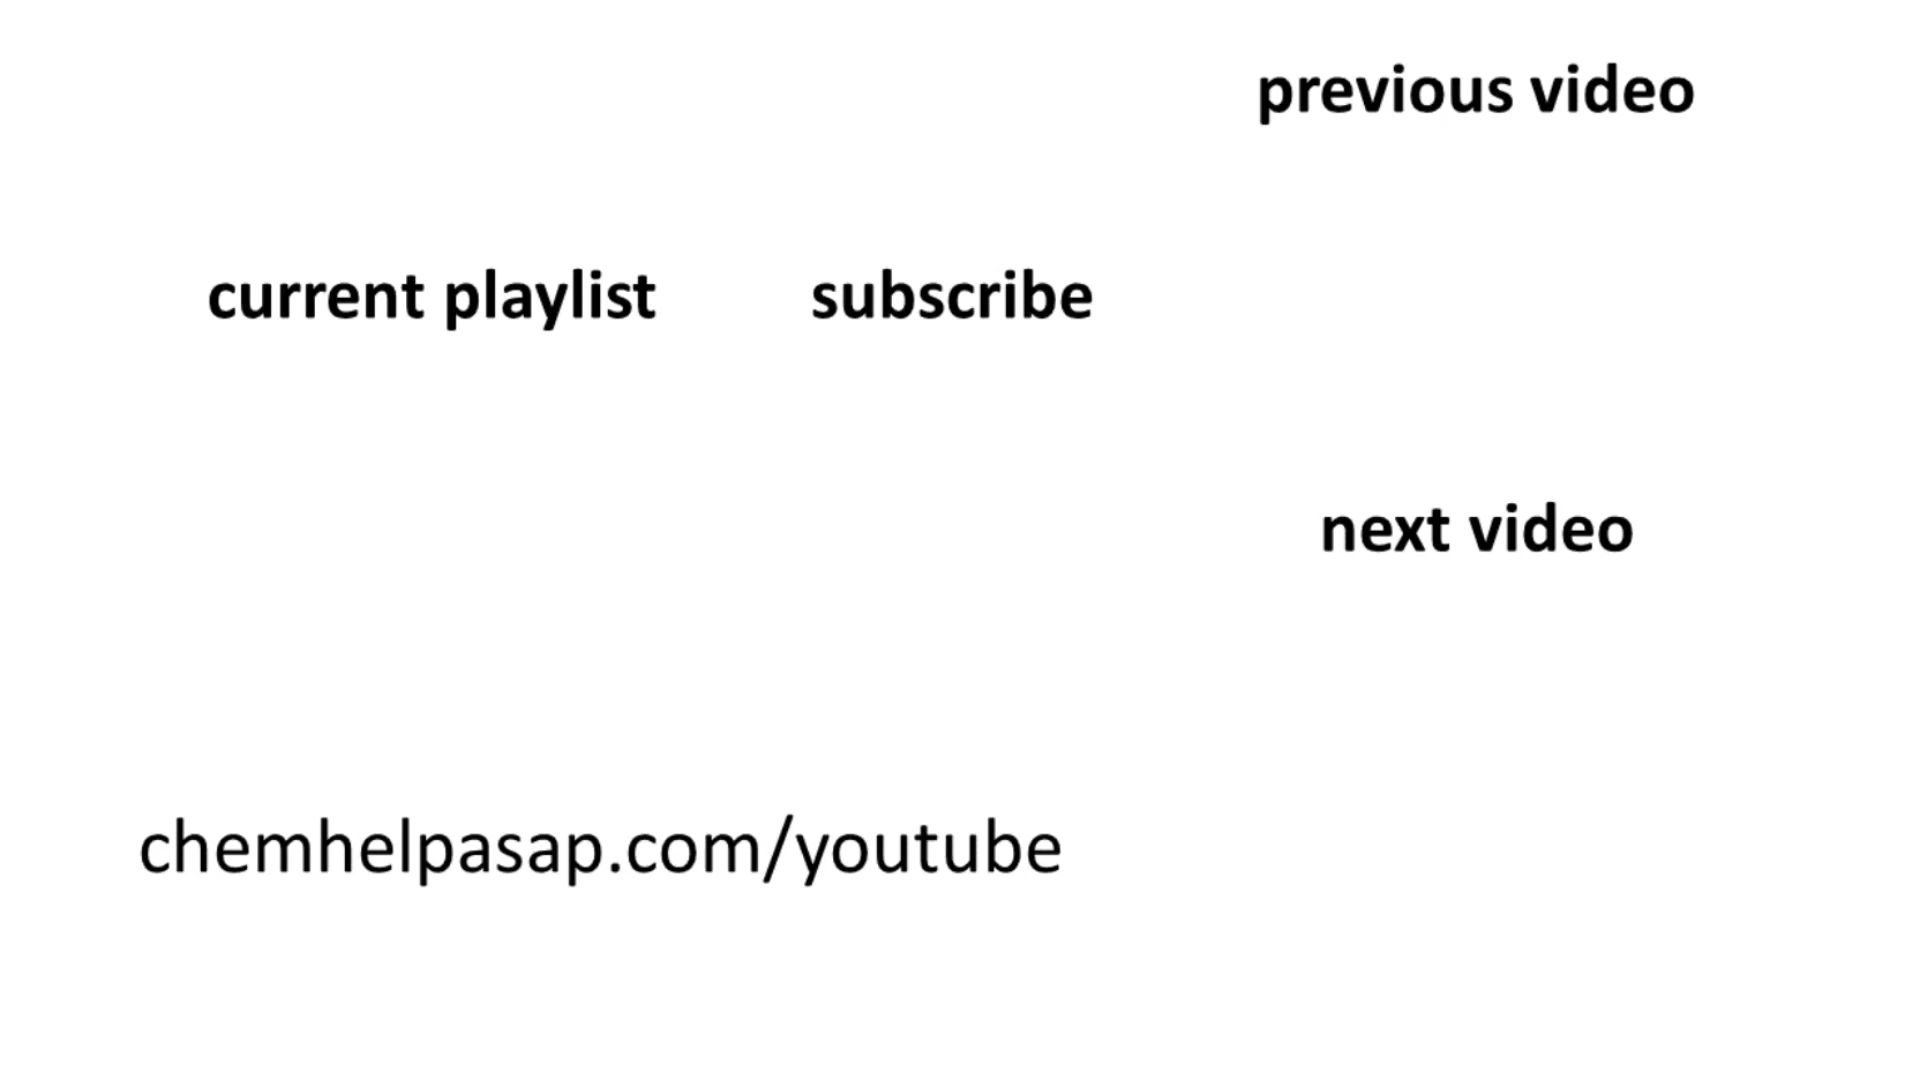 previous video
current playlist
subscribe
next video
chemhelpasap.com/youtube